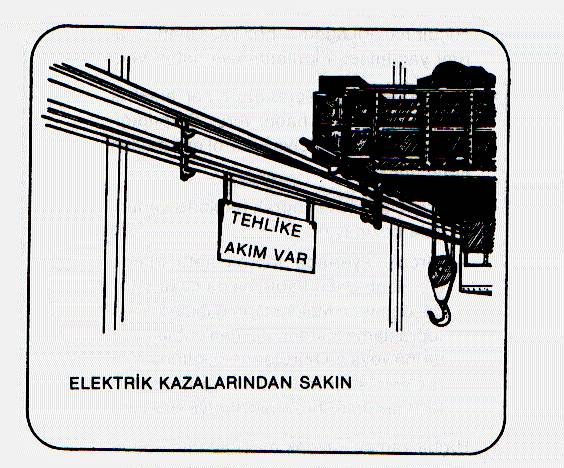 TEHLİKE
AKIM VAR
ELEKTRİK KAZALARINDAN SAKIN